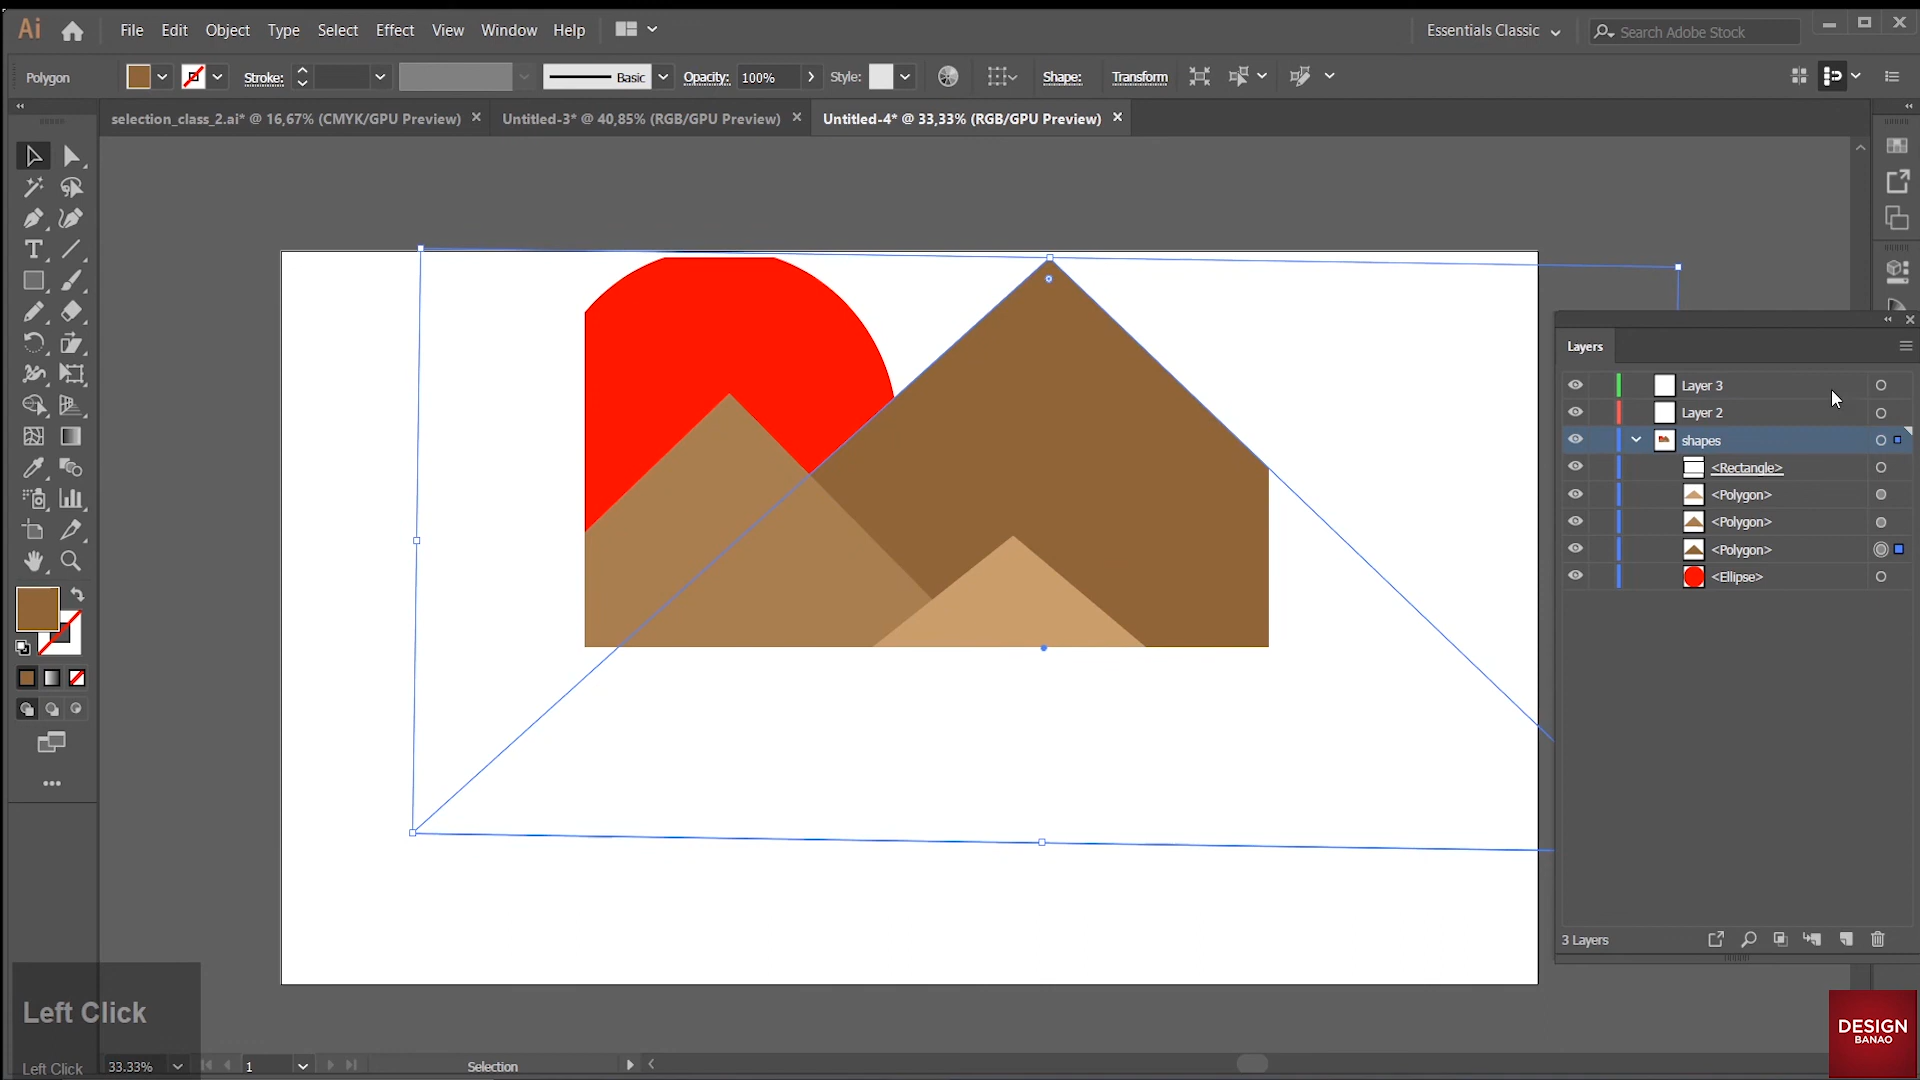 Ai File Edit Object Type Select Effect View Window Help Essentials Classic Search Adobe Stock
Polygon Stroke: Basic Opacity: 100% Style: Shape: Transform
selection_class_2.ai* @ 16,67% (CMYK/GPU Preview) Untitled-3* @ 40,85% (RGB/GPU Preview) Untitled-4* @ 33,33% (RGB/GPU Preview)
Layers
Layer 3
Layer 2
shapes
<Rectangle>
<Polygon>
<Polygon>
<Polygon>
<Ellipse>
3 Layers
Left Click
Left Click 33.33% 1 Selection
DESIGN
BANAO